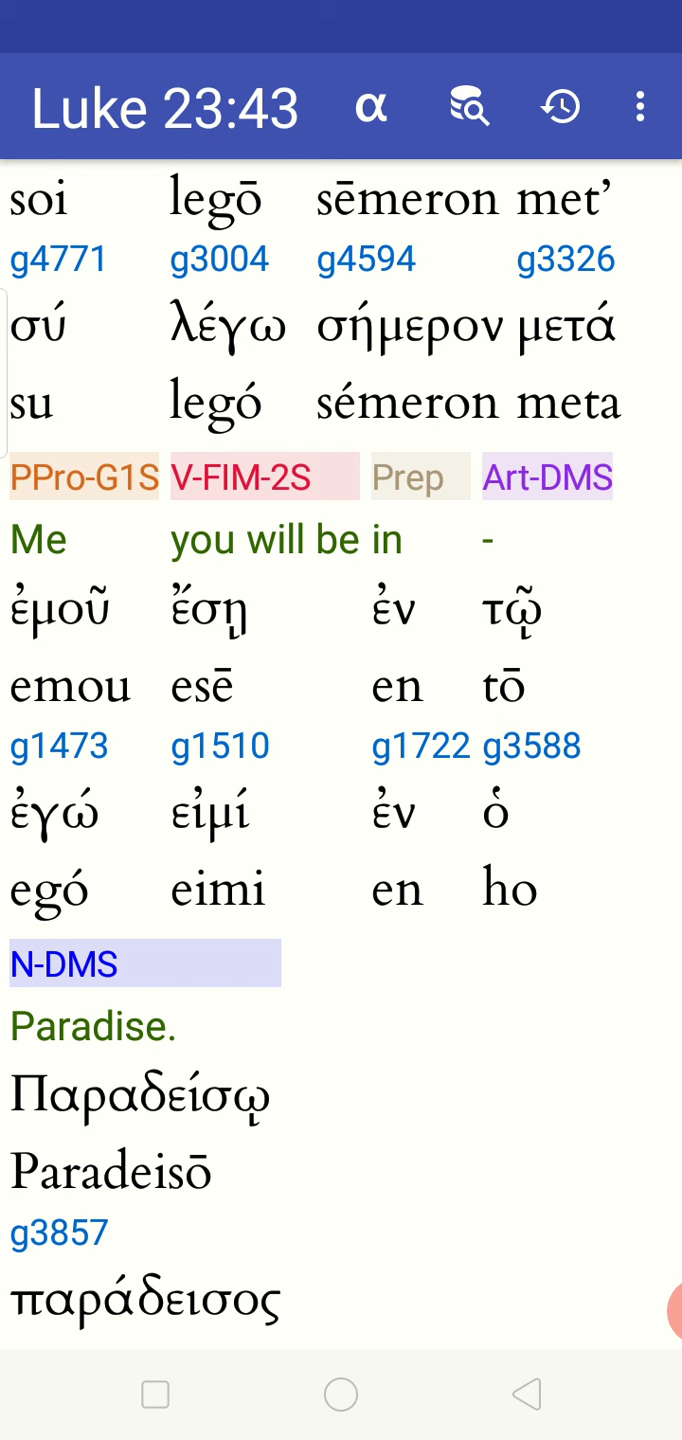 Luke 23:43 α
soi legō sēmeron met’
g4771 g3004 g4594 g3326
σύ λέγω σήμερον μετά
su legó sémeron meta
PPro-G1S V-FIM-2S Prep Art-DMS
Me you will be in -
ἐμοῦ ἔσῃ ἐν τῷ
emou esē en tō
g1473 g1510 g1722 g3588
ἐγώ εἰμί ἐν ὁ
egó eimi en ho
N-DMS
Paradise.
Παραδείσῳ
Paradeisō
g3857
παράδεισος